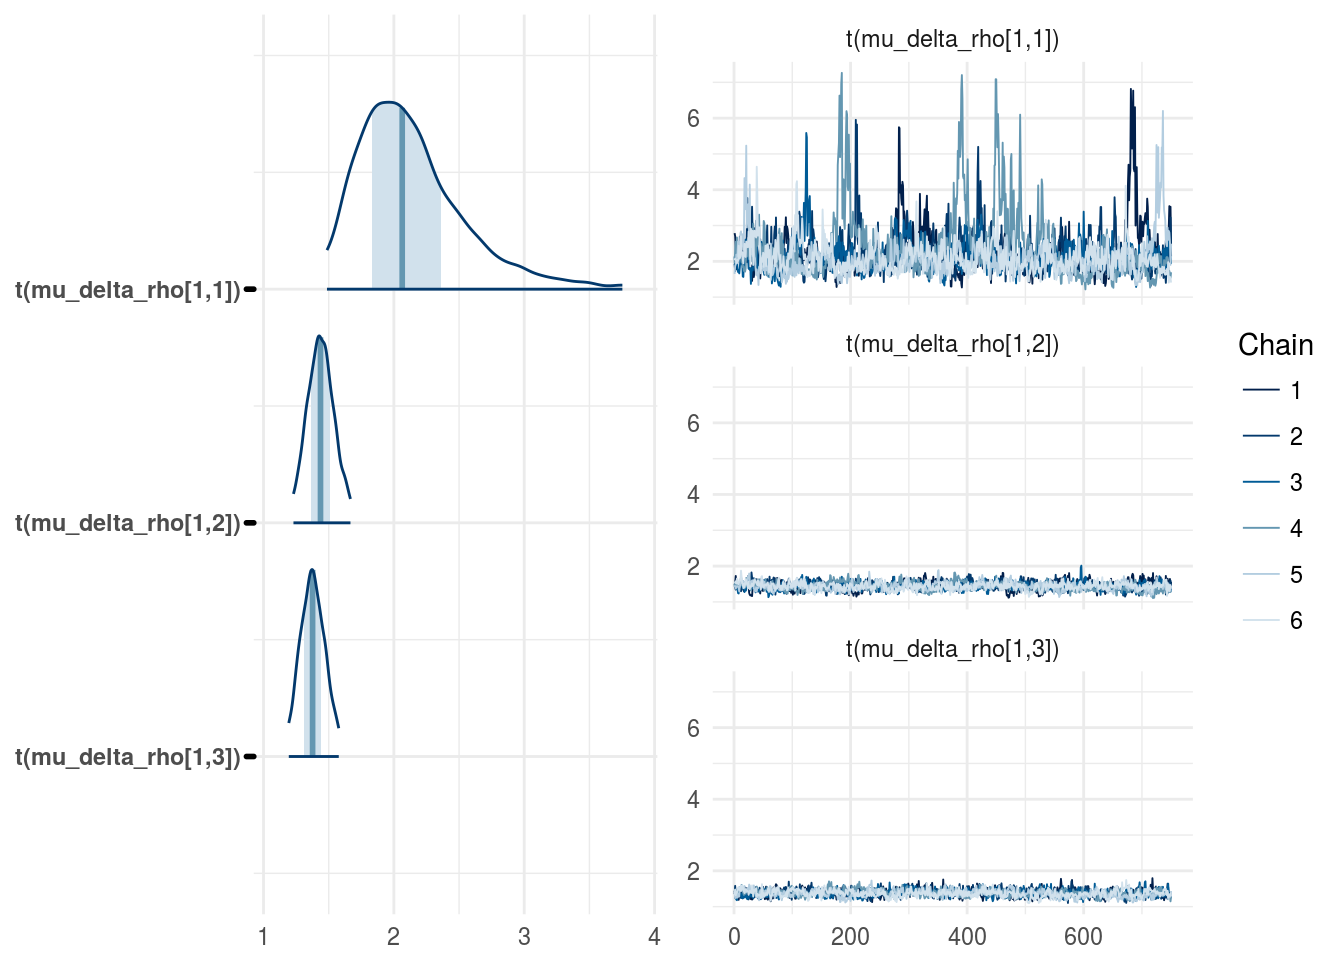 t(mu_delta_rho[1,1])
t(mu_delta_rho[1,2])
t(mu_delta_rho[1,3])
1 2 3 4
t(mu_delta_rho[1,1])
6
4
2
t(mu_delta_rho[1,2])
6
4
2
t(mu_delta_rho[1,3])
6
4
2
0 200 400 600
Chain
1
2
3
4
5
6